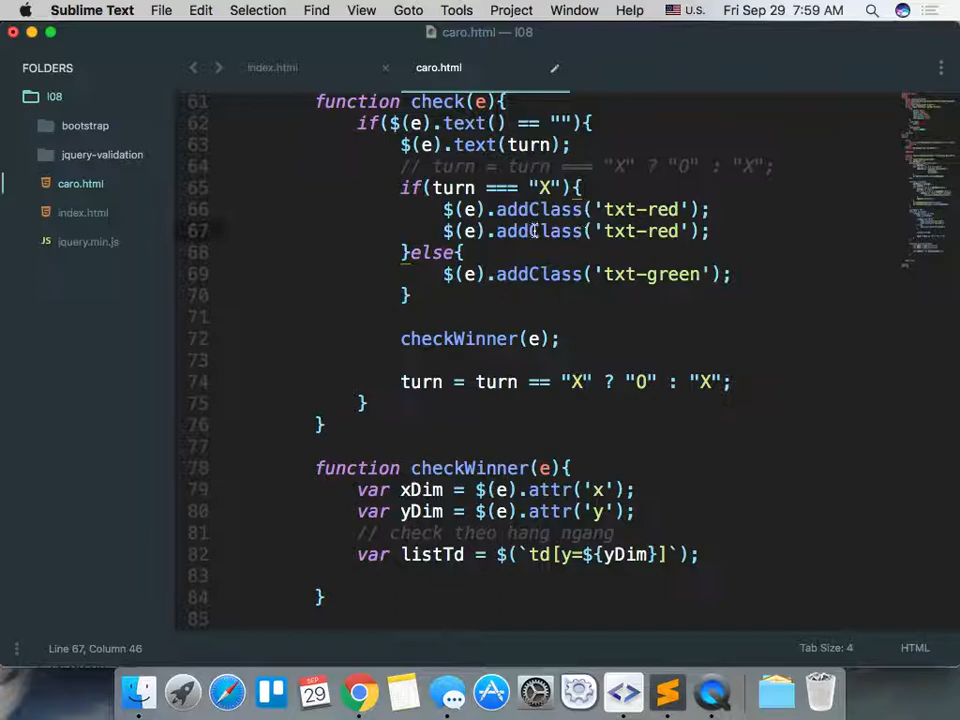 Sublime Text File Edit Selection Find View Goto Tools Project Window Help U.S. Fri Sep 29 7:59 AM
caro.html — l08
FOLDERS
l08
bootstrap
jquery-validation
caro.html
index.html
jquery.min.js
index.html × caro.html
61 function check(e){
62 if($(e).text() == ""){
63 $(e).text(turn);
64 // turn = turn === "X" ? "O" : "X";
65 if(turn === "X"){
66 $(e).addClass('txt-red');
67 $(e).addClass('txt-red');
68 }else{
69 $(e).addClass('txt-green');
70 }
71
72 checkWinner(e);
73
74 turn = turn == "X" ? "O" : "X";
75 }
76 }
77
78 function checkWinner(e){
79 var xDim = $(e).attr('x');
80 var yDim = $(e).attr('y');
81 // check theo hang ngang
82 var listTd = $(`td[y=${yDim}]`);
83
84 }
85
Line 67, Column 46 Tab Size: 4 HTML
SEP
29